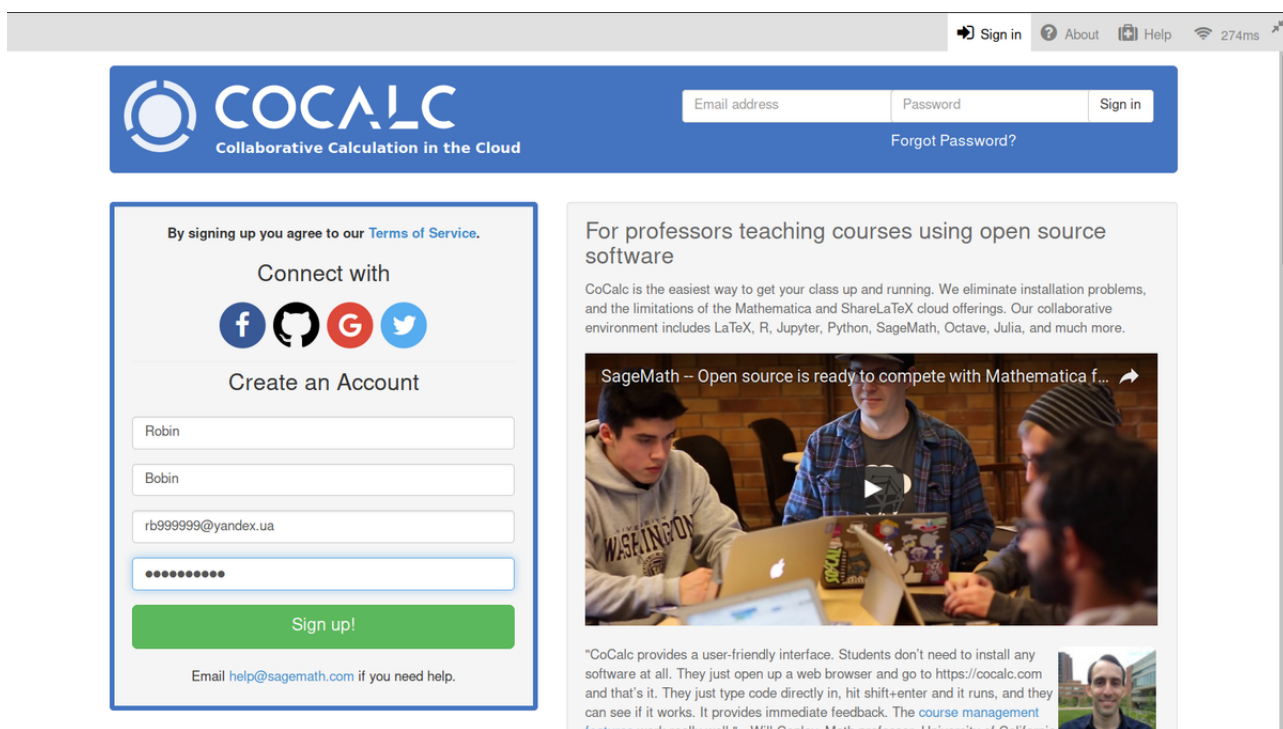 Sign in
About
Help
274ms
COCALC
Collaborative Calculation in the Cloud
Email address
Password
Sign in
Forgot Password?
By signing up you agree to our Terms of Service.
Connect with
Create an Account
Robin
Bobin
rb999999@yandex.ua
Sign up!
Email help@sagemath.com if you need help.
For professors teaching courses using open source
software
CoCalc is the easiest way to get your class up and running. We eliminate installation problems,
and the limitations of the Mathematica and ShareLaTeX cloud offerings. Our collaborative
environment includes LaTeX, R, Jupyter, Python, SageMath, Octave, Julia, and much more.
SageMath -- Open source is ready to compete with Mathematica f...
WASHINGTON
"CoCalc provides a user-friendly interface. Students don't need to install any
software at all. They just open up a web browser and go to https://cocalc.com
and that's it. They just type code directly in, hit shift+enter and it runs, and they
can see if it works. It provides immediate feedback. The course management